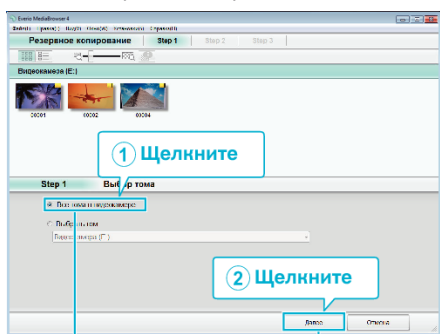 Everio MediaBrowser 4
Резервное копирование Step 1 Step 2 Step 3
Видеокамера (E:)
00001 00002 00004
1 Щелкните
Step 1 Выбор тома
Все тома в видеокамере
Выбрать том
Видеокамера (E:)
2 Щелкните
Далее Отмена